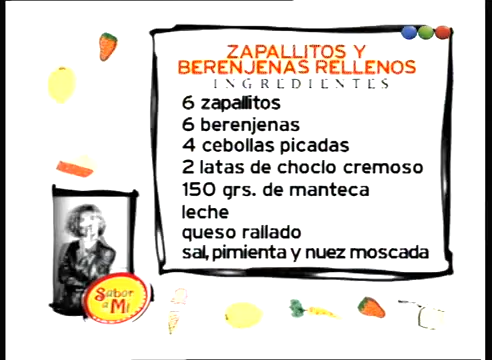 ZAPALLITOS Y
BERENJENAS RELLENOS
INGREDIENTES
6 zapallitos
6 berenjenas
4 cebollas picadas
2 latas de choclo cremoso
150 grs. de manteca
leche
queso rallado
sal, pimienta y nuez moscada
Sabor
a Mi